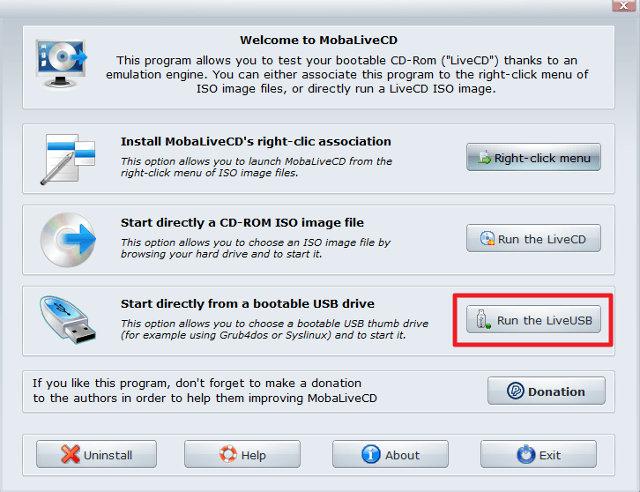 Welcome to MobaLiveCD
This program allows you to test your bootable CD-Rom ("LiveCD") thanks to an
emulation engine. You can either associate this program to the right-click menu of
ISO image files, or directly run a LiveCD ISO image.
Install MobaLiveCD's right-clic association
This option allows you to launch MobaLiveCD from the
right-click menu of ISO image files.
Right-click menu
Start directly a CD-ROM ISO image file
This option allows you to choose an ISO image file by
browsing your hard drive and to start it.
Run the LiveCD
Start directly from a bootable USB drive
This option allows you to choose a bootable USB thumb drive
(for example using Grub4dos or Syslinux) and to start it.
Run the LiveUSB
If you like this program, don't forget to make a donation
to the authors in order to help them improving MobaLiveCD
Donation
Uninstall
Help
About
Exit